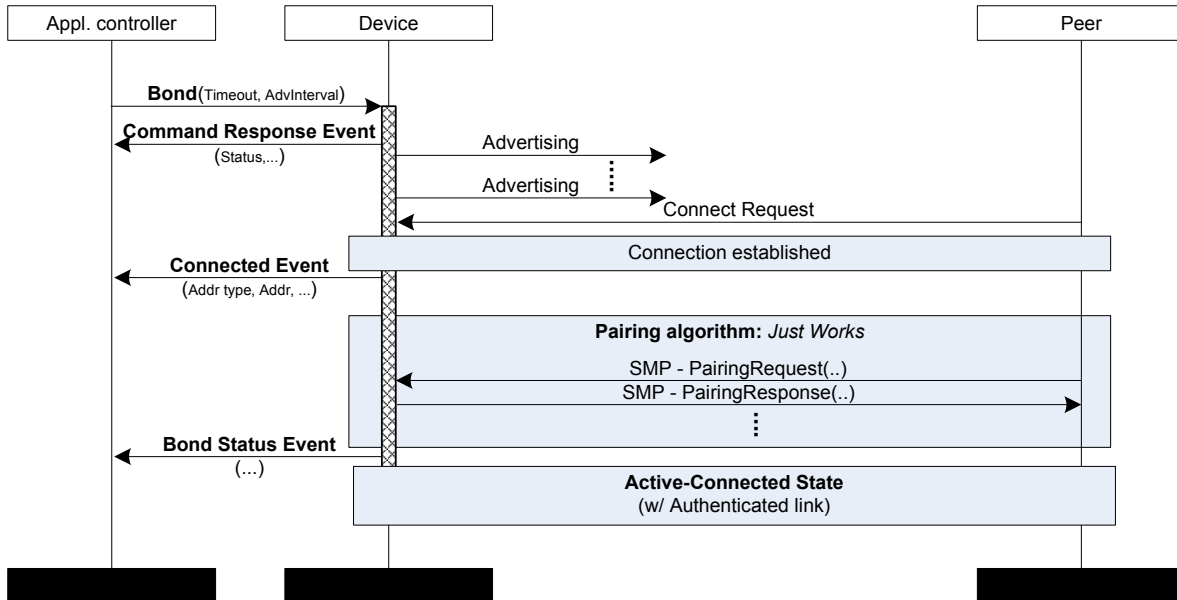 Appl. controller
Device
Peer
Bond(Timeout, AdvInterval)
Command Response Event
(Status,...)
Advertising
Advertising
Connect Request
Connection established
Connected Event
(Addr type, Addr, ...)
Pairing algorithm: Just Works
SMP - PairingRequest(..)
SMP - PairingResponse(..)
Bond Status Event
(...)
Active-Connected State
(w/ Authenticated link)